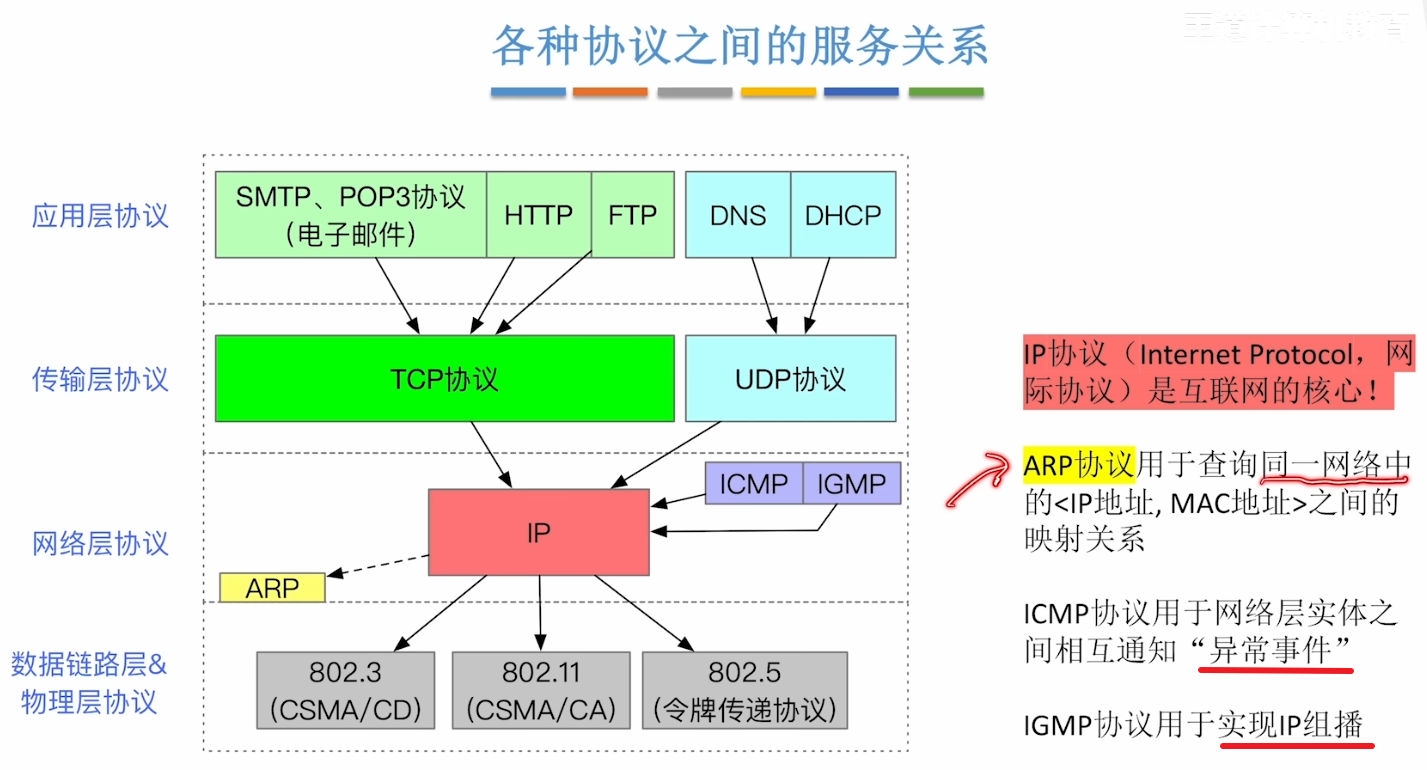 各种协议之间的服务关系
应用层协议
SMTP、POP3协议
（电子邮件）
HTTP
FTP
DNS
DHCP
传输层协议
TCP协议
UDP协议
网络层协议
ICMP
IGMP
IP
ARP
数据链路层&
物理层协议
802.3
(CSMA/CD)
802.11
(CSMA/CA)
802.5
(令牌传递协议)
IP协议（Internet Protocol，网
际协议）是互联网的核心！
ARP协议用于查询同一网络中
的<IP地址, MAC地址>之间的
映射关系
ICMP协议用于网络层实体之
间相互通知“异常事件”
IGMP协议用于实现IP组播